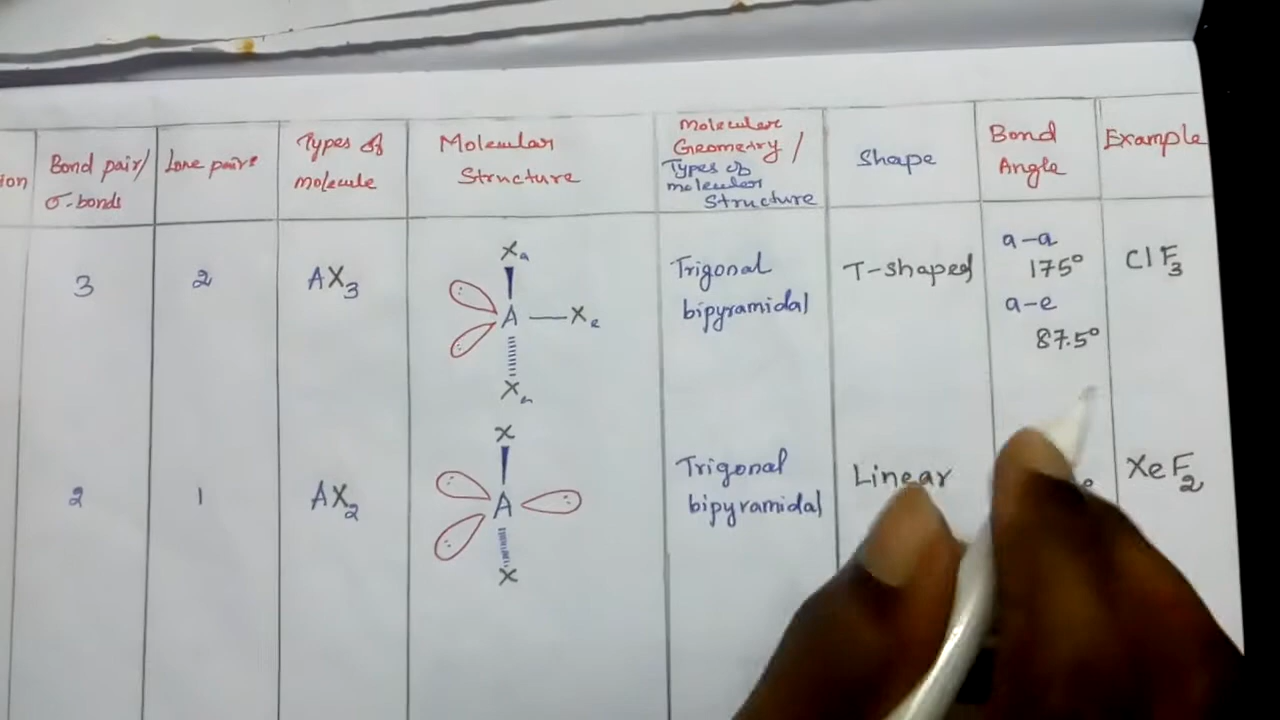 ion
Bond pair/
σ-bonds
Lone pairs
Types of
molecule
Molecular
Structure
Molecular
Geometry /
Types of
molecular
Structure
Shape
Bond
Angle
Example
3
2
AX₃
Xₐ
A — Xₑ
Xₐ
Trigonal
bipyramidal
T-shaped
a-a
175°
a-e
87.5°
ClF₃
2
1
AX₂
X
A
X
Trigonal
bipyramidal
Linear
XeF₂